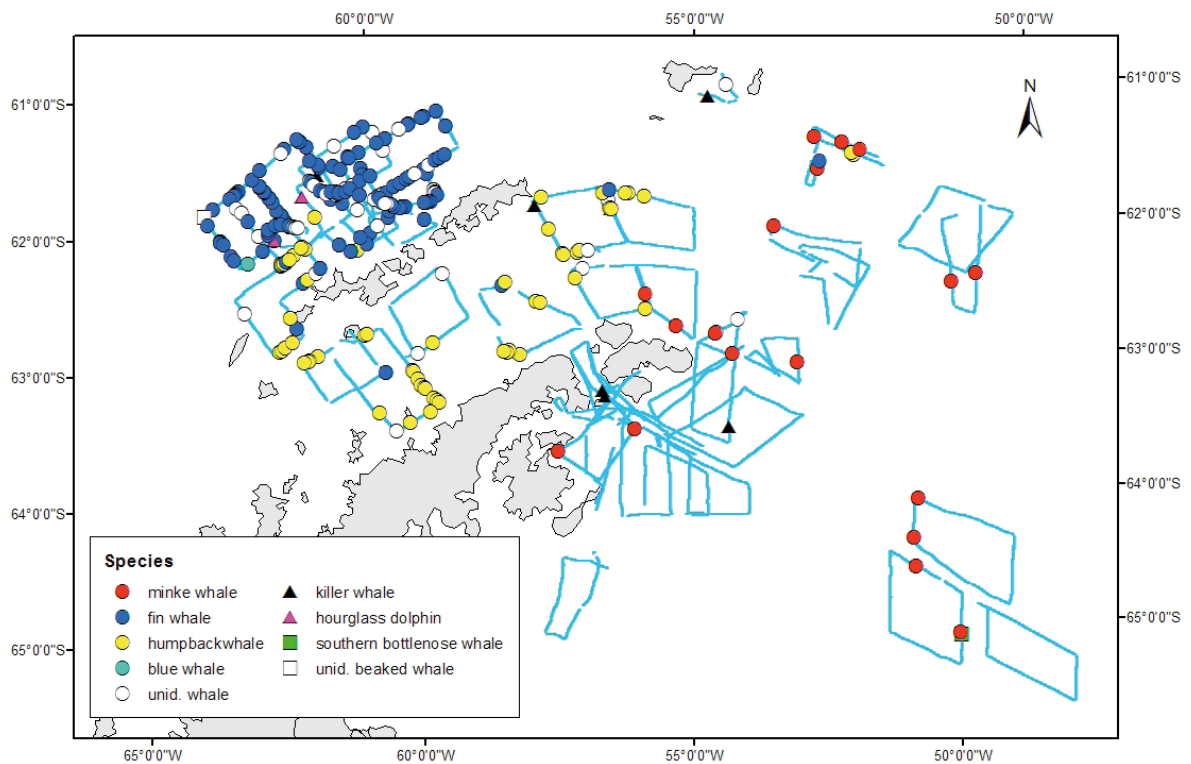 60°0'0"W 55°0'0"W 50°0'0"W
61°0'0"S 61°0'0"S
N
62°0'0"S 62°0'0"S
63°0'0"S 63°0'0"S
64°0'0"S 64°0'0"S
65°0'0"S 65°0'0"S
Species
minke whale
fin whale
humpbackwhale
blue whale
unid. whale
killer whale
hourglass dolphin
southern bottlenose whale
unid. beaked whale
65°0'0"W 60°0'0"W 55°0'0"W 50°0'0"W